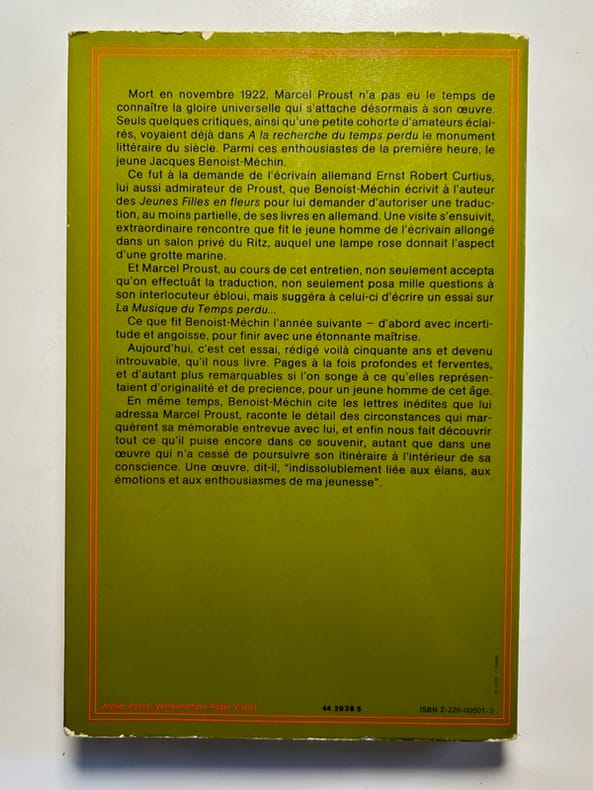 Mort en novembre 1922, Marcel Proust n'a pas eu le temps de
connaître la gloire universelle qui s'attache désormais à son œuvre.
Seuls quelques critiques, ainsi qu'une petite cohorte d'amateurs éclai-
rés, voyaient déjà dans A la recherche du temps perdu le monument
littéraire du siècle. Parmi ces enthousiastes de la première heure, le
jeune Jacques Benoist-Méchin.
Ce fut à la demande de l'écrivain allemand Ernst Robert Curtius,
lui aussi admirateur de Proust, que Benoist-Méchin écrivit à l'auteur
des Jeunes Filles en fleurs pour lui demander d'autoriser une traduc-
tion, au moins partielle, de ses livres en allemand. Une visite s'ensuivit,
extraordinaire rencontre que fit le jeune homme de l'écrivain allongé
dans un salon privé du Ritz, auquel une lampe rose donnait l'aspect
d'une grotte marine.
Et Marcel Proust, au cours de cet entretien, non seulement accepta
qu'on effectuât la traduction, non seulement posa mille questions à
son interlocuteur ébloui, mais suggéra à celui-ci d'écrire un essai sur
La Musique du Temps perdu...
Ce que fit Benoist-Méchin l'année suivante – d'abord avec incerti-
tude et angoisse, pour finir avec une étonnante maîtrise.
Aujourd'hui, c'est cet essai, rédigé voilà cinquante ans et devenu
introuvable, qu'il nous livre. Pages à la fois profondes et ferventes,
et d'autant plus remarquables si l'on songe à ce qu'elles représen-
taient d'originalité et de precience, pour un jeune homme de cet âge.
En même temps, Benoist-Méchin cite les lettres inédites que lui
adressa Marcel Proust, raconte le détail des circonstances qui mar-
quèrent sa mémorable entrevue avec lui, et enfin nous fait découvrir
tout ce qu'il puise encore dans ce souvenir, autant que dans une
œuvre qui n'a cessé de poursuivre son itinéraire à l'intérieur de sa
conscience. Une œuvre, dit-il, "indissolublement liée aux élans, aux
émotions et aux enthousiasmes de ma jeunesse".
Atelier Pascal Vercken/Photo Roger-Viollet
44 2939 5
ISBN 2-226-00501-3